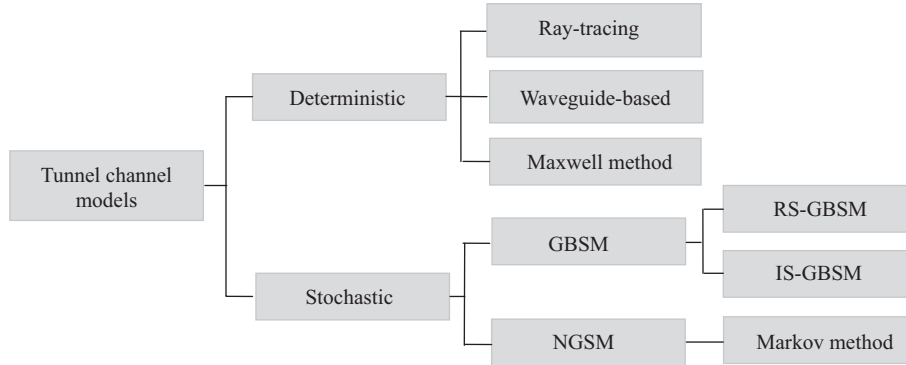 Tunnel channel
models
Deterministic
Ray-tracing
Waveguide-based
Maxwell method
Stochastic
GBSM
RS-GBSM
IS-GBSM
NGSM
Markov method